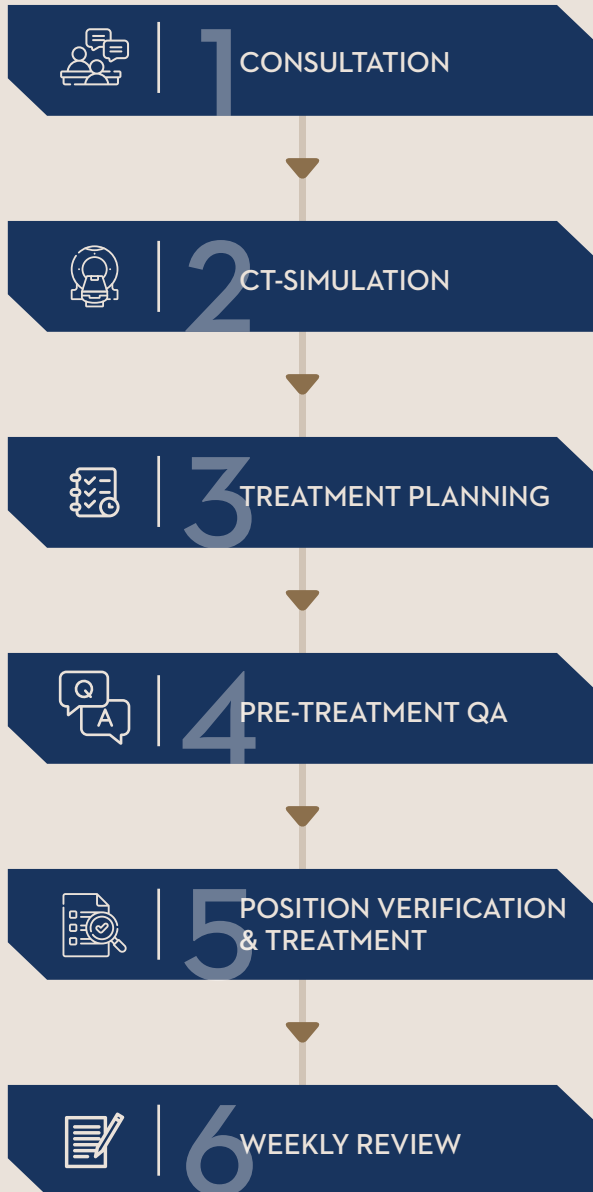 1 CONSULTATION
2 CT-SIMULATION
3 TREATMENT PLANNING
Q
A
4 PRE-TREATMENT QA
5 POSITION VERIFICATION
& TREATMENT
6 WEEKLY REVIEW